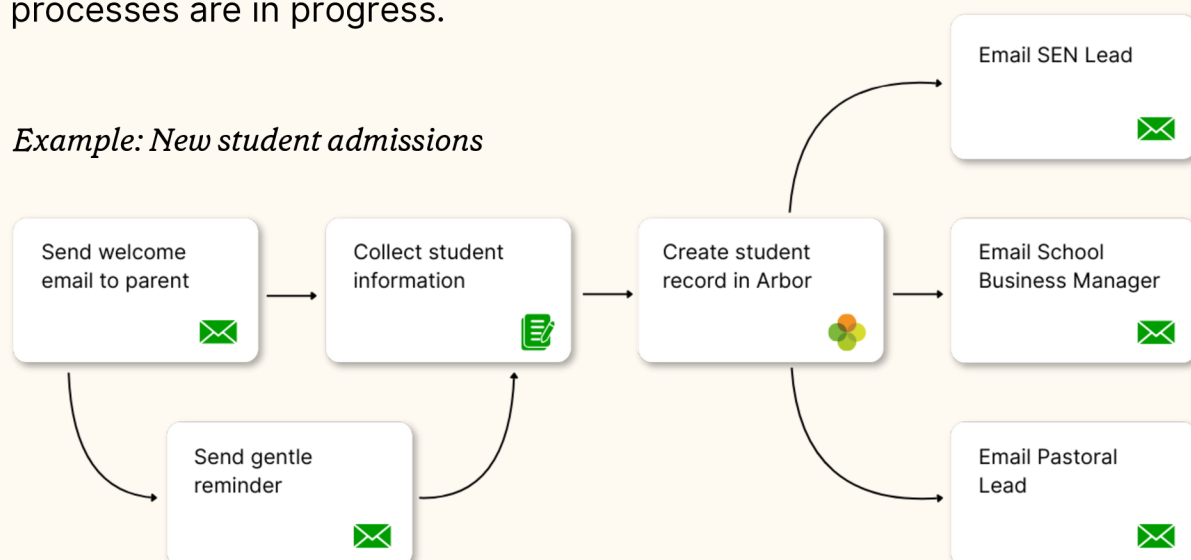 processes are in progress.
Example: New student admissions
Send welcome
email to parent
Collect student
information
Create student
record in Arbor
Email SEN Lead
Email School
Business Manager
Send gentle
reminder
Email Pastoral
Lead